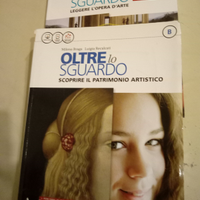 SGUARDO
LEGGERE L'OPERA D'ARTE
B
OLTRE lo
SGUARDO
SCOPRIRE IL PATRIMONIO ARTISTICO